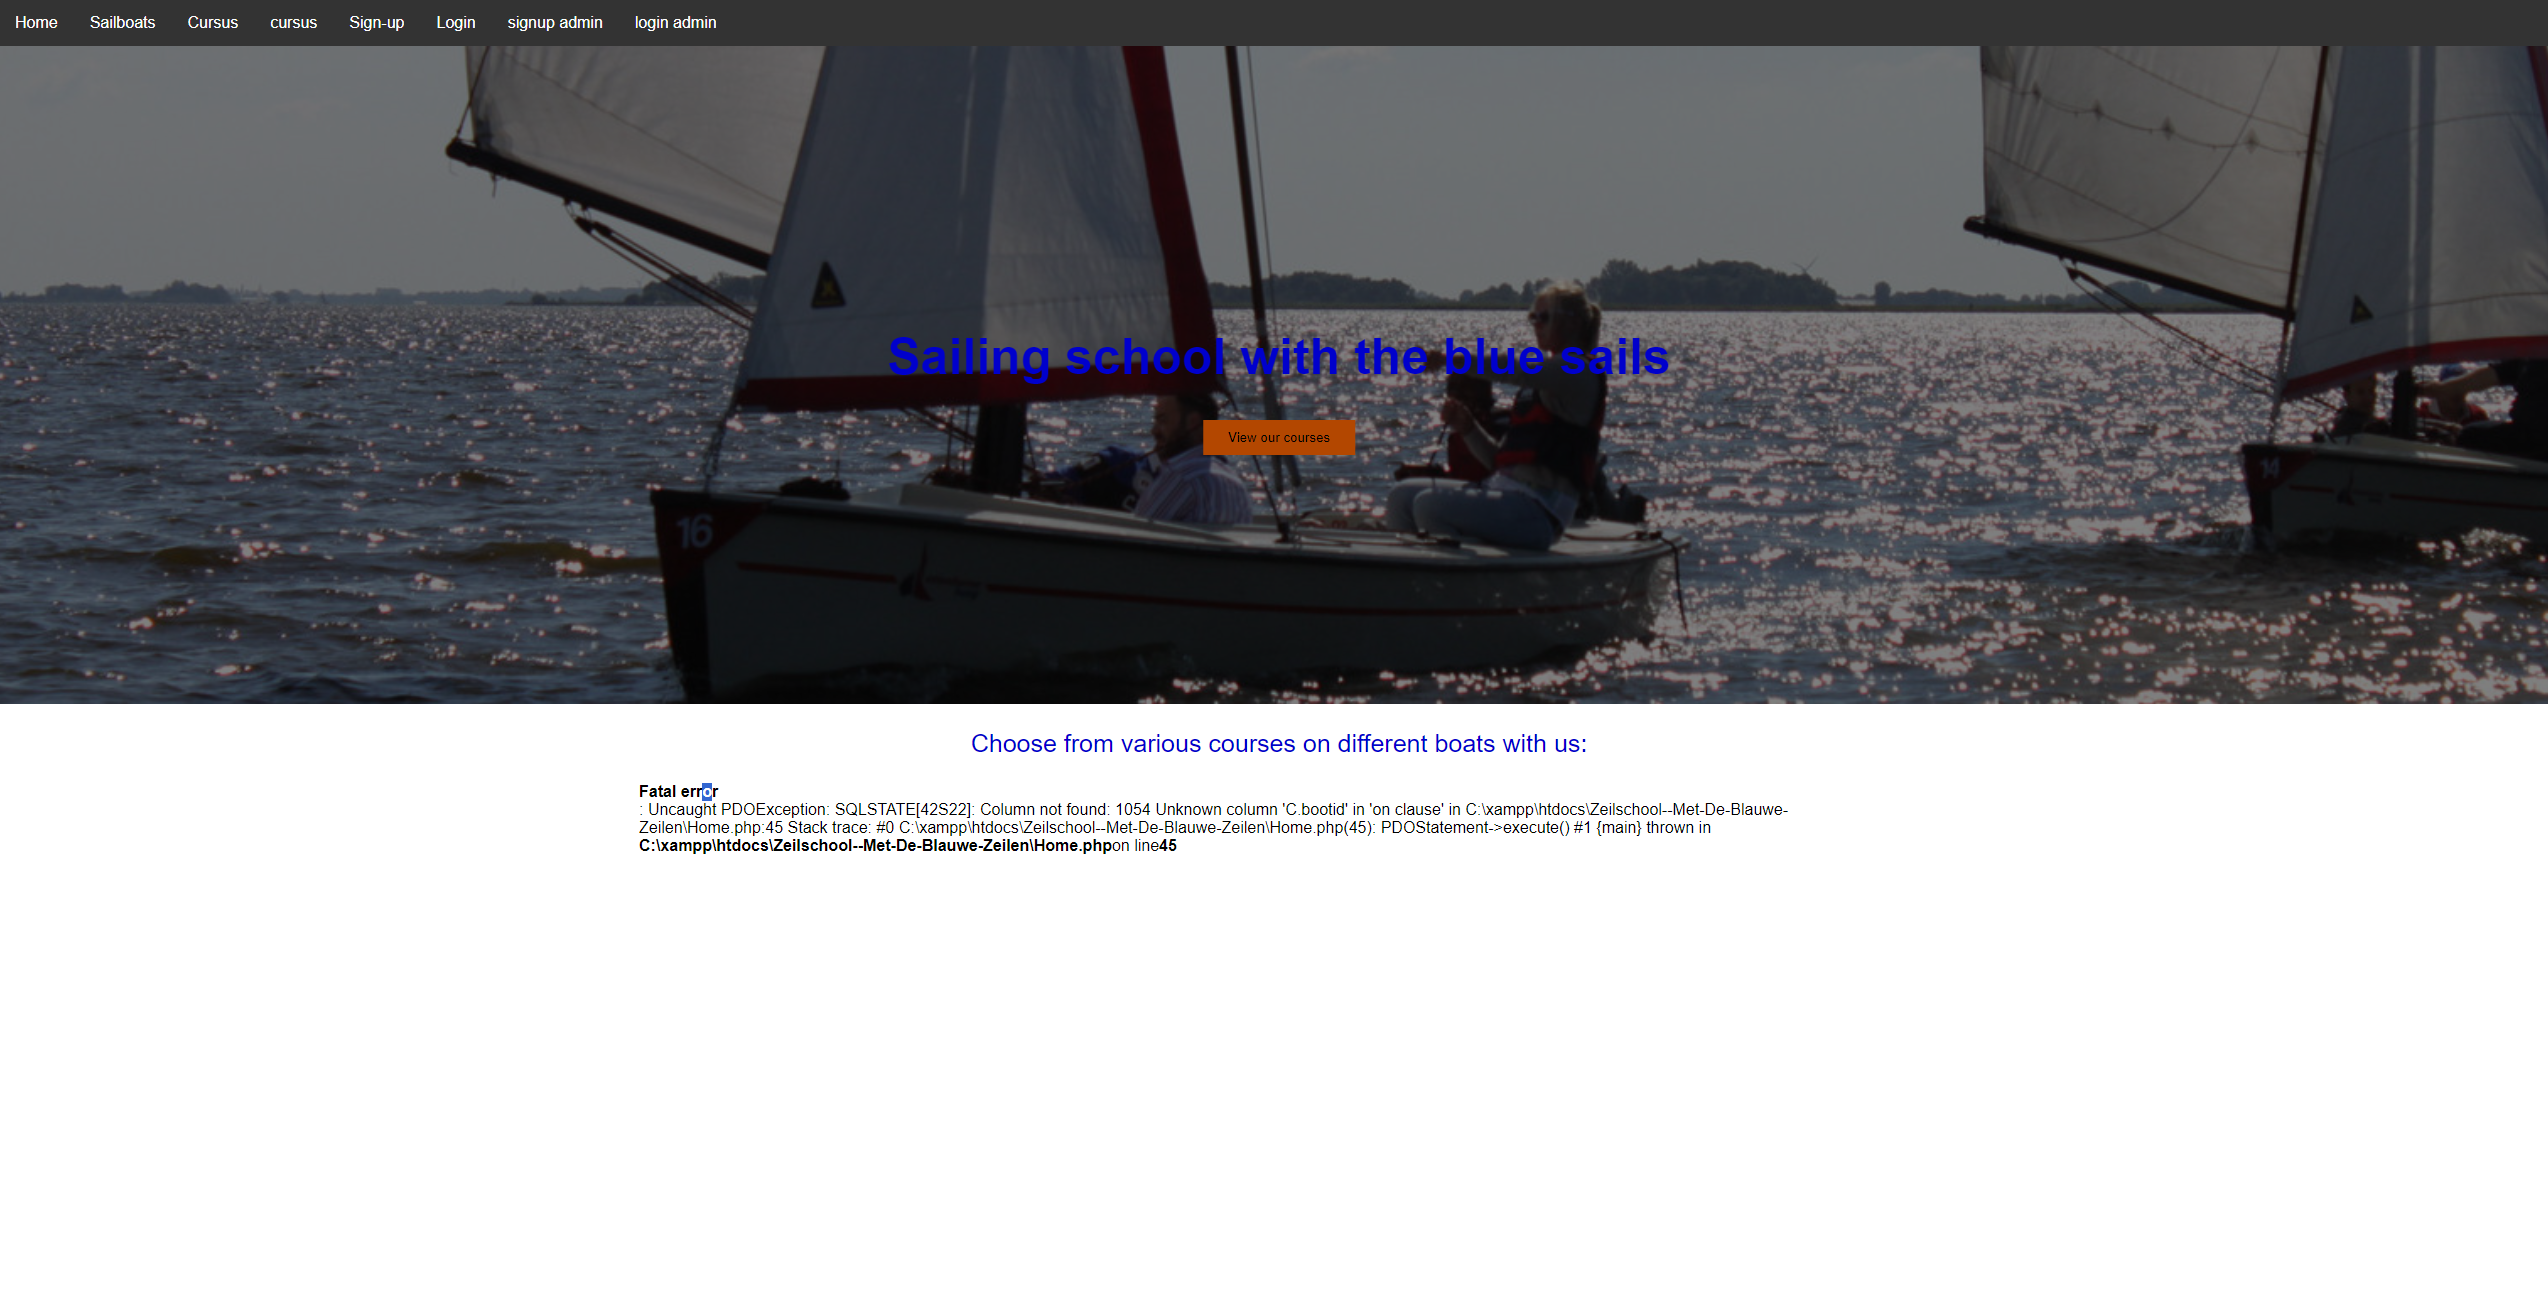 Home Sailboats Cursus cursus Sign-up Login signup admin login admin
Sailing school with the blue sails
View our courses
16
14
Choose from various courses on different boats with us:
Fatal error
: Uncaught PDOException: SQLSTATE[42S22]: Column not found: 1054 Unknown column 'C.bootid' in 'on clause' in C:\xampp\htdocs\Zeilschool--Met-De-Blauwe-
Zeilen\Home.php:45 Stack trace: #0 C:\xampp\htdocs\Zeilschool--Met-De-Blauwe-Zeilen\Home.php(45): PDOStatement->execute() #1 {main} thrown in
C:\xampp\htdocs\Zeilschool--Met-De-Blauwe-Zeilen\Home.phpon line45